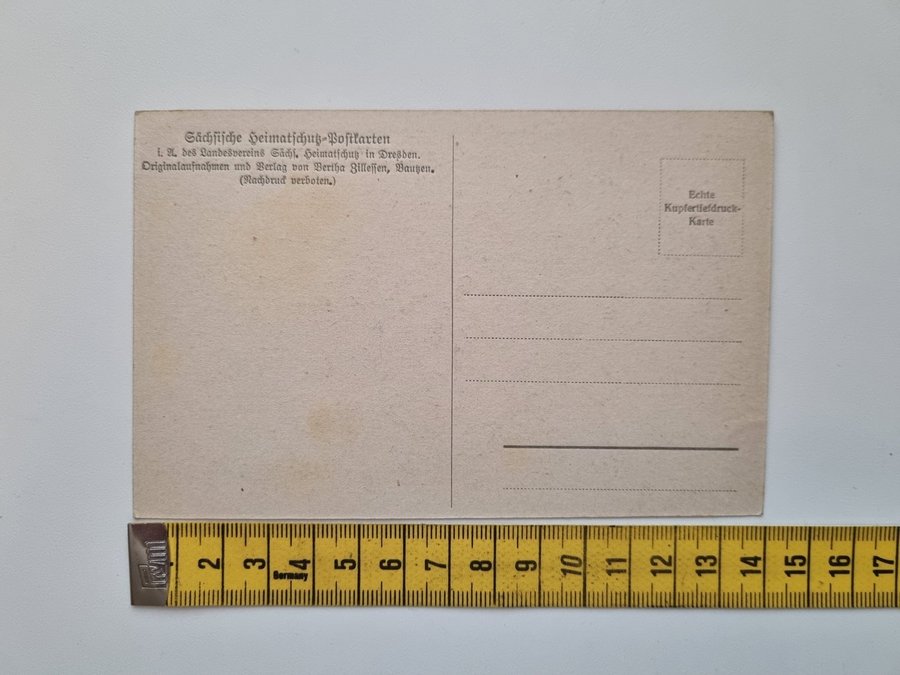 Sächsische Heimatschutz-Postkarten
i. A. des Landesvereins Sächs. Heimatschutz in Dresden.
Originalaufnahmen und Verlag von Bertha Zillessen, Bautzen.
(Nachdruck verboten.)
Echte
Kupfertiefdruck-
Karte
2 3 4 5 6 7 8 9 10 11 12 13 14 15 16 17
Germany